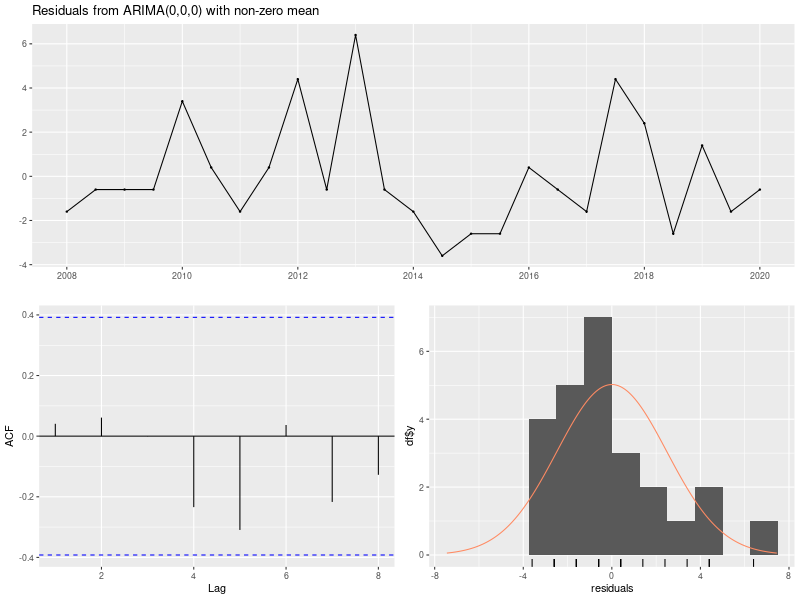 Residuals from ARIMA(0,0,0) with non-zero mean
6
4
2
0
-2
-4
2008 2010 2012 2014 2016 2018 2020
0.4
0.2
0.0
-0.2
-0.4
ACF
2 4 6 8
Lag
6
4
2
0
df$y
-8 -4 0 4 8
residuals